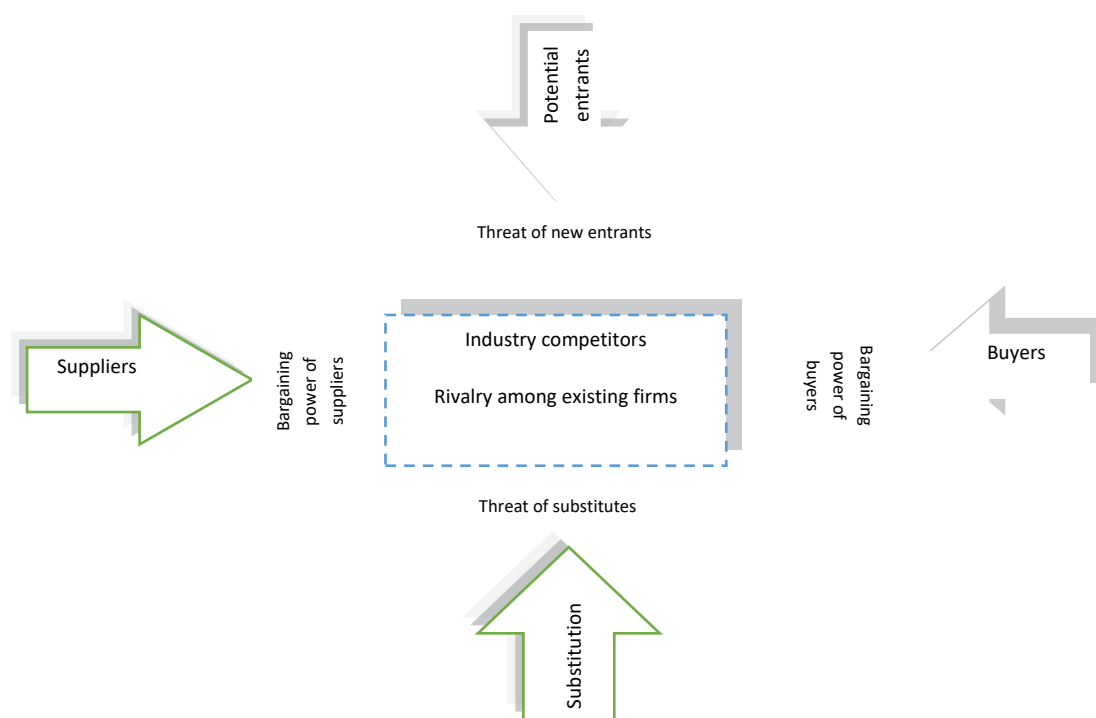 Potential
entrants
Threat of new entrants
Suppliers
Bargaining
power of
suppliers
Industry competitors
Rivalry among existing firms
Bargaining
power of
buyers
Buyers
Threat of substitutes
Substitution